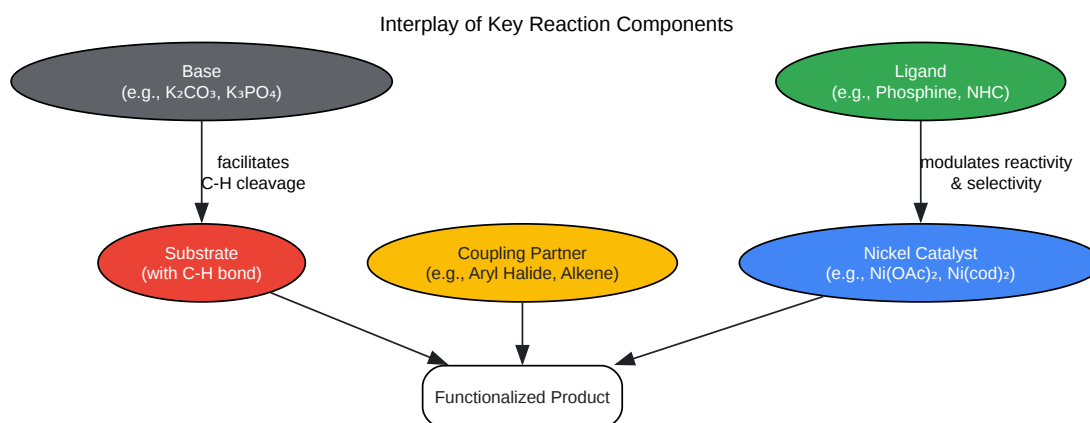 Interplay of Key Reaction Components
Base
(e.g., K₂CO₃, K₃PO₄)
Ligand
(e.g., Phosphine, NHC)
facilitates
C-H cleavage
modulates reactivity
& selectivity
Substrate
(with C-H bond)
Coupling Partner
(e.g., Aryl Halide, Alkene)
Nickel Catalyst
(e.g., Ni(OAc)₂, Ni(cod)₂)
Functionalized Product